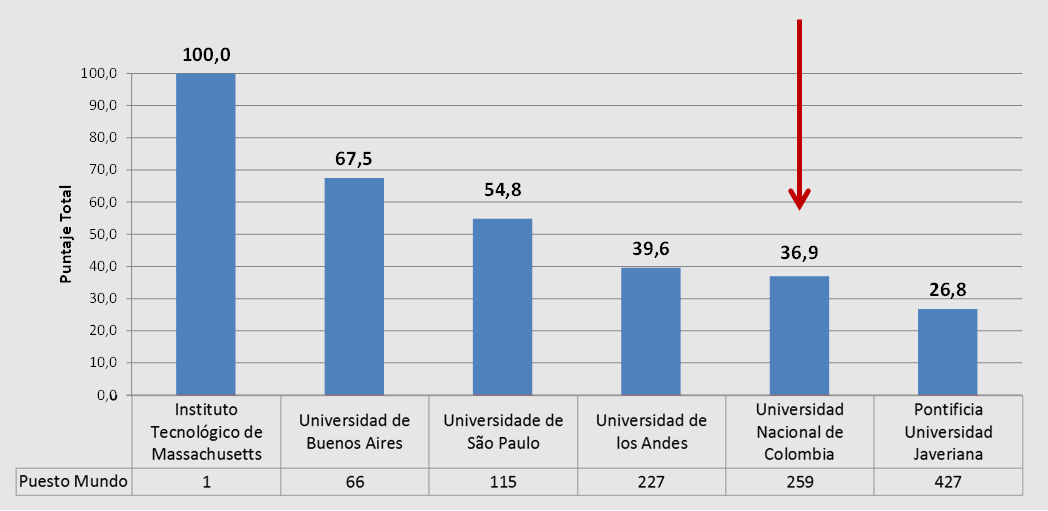 100,0
67,5
54,8
39,6
36,9
26,8
Puntaje Total
100,0
90,0
80,0
70,0
60,0
50,0
40,0
30,0
20,0
10,0
0,0
Instituto
Tecnológico de
Massachusetts
Universidad de
Buenos Aires
Universidade de
São Paulo
Universidad de
los Andes
Universidad
Nacional de
Colombia
Pontificia
Universidad
Javeriana
Puesto Mundo 1 66 115 227 259 427